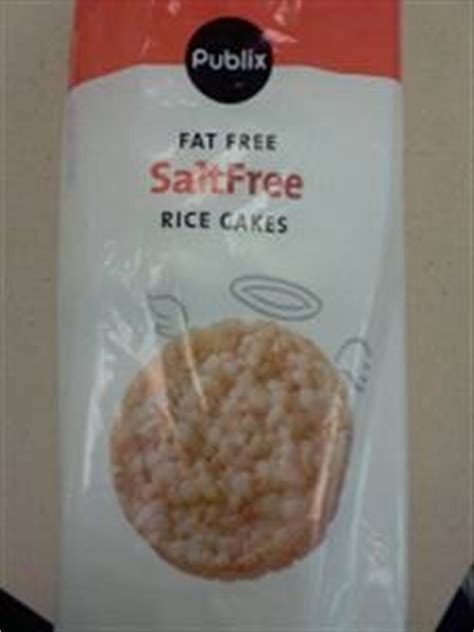 Publix
FAT FREE
SaltFree
RICE CAKES